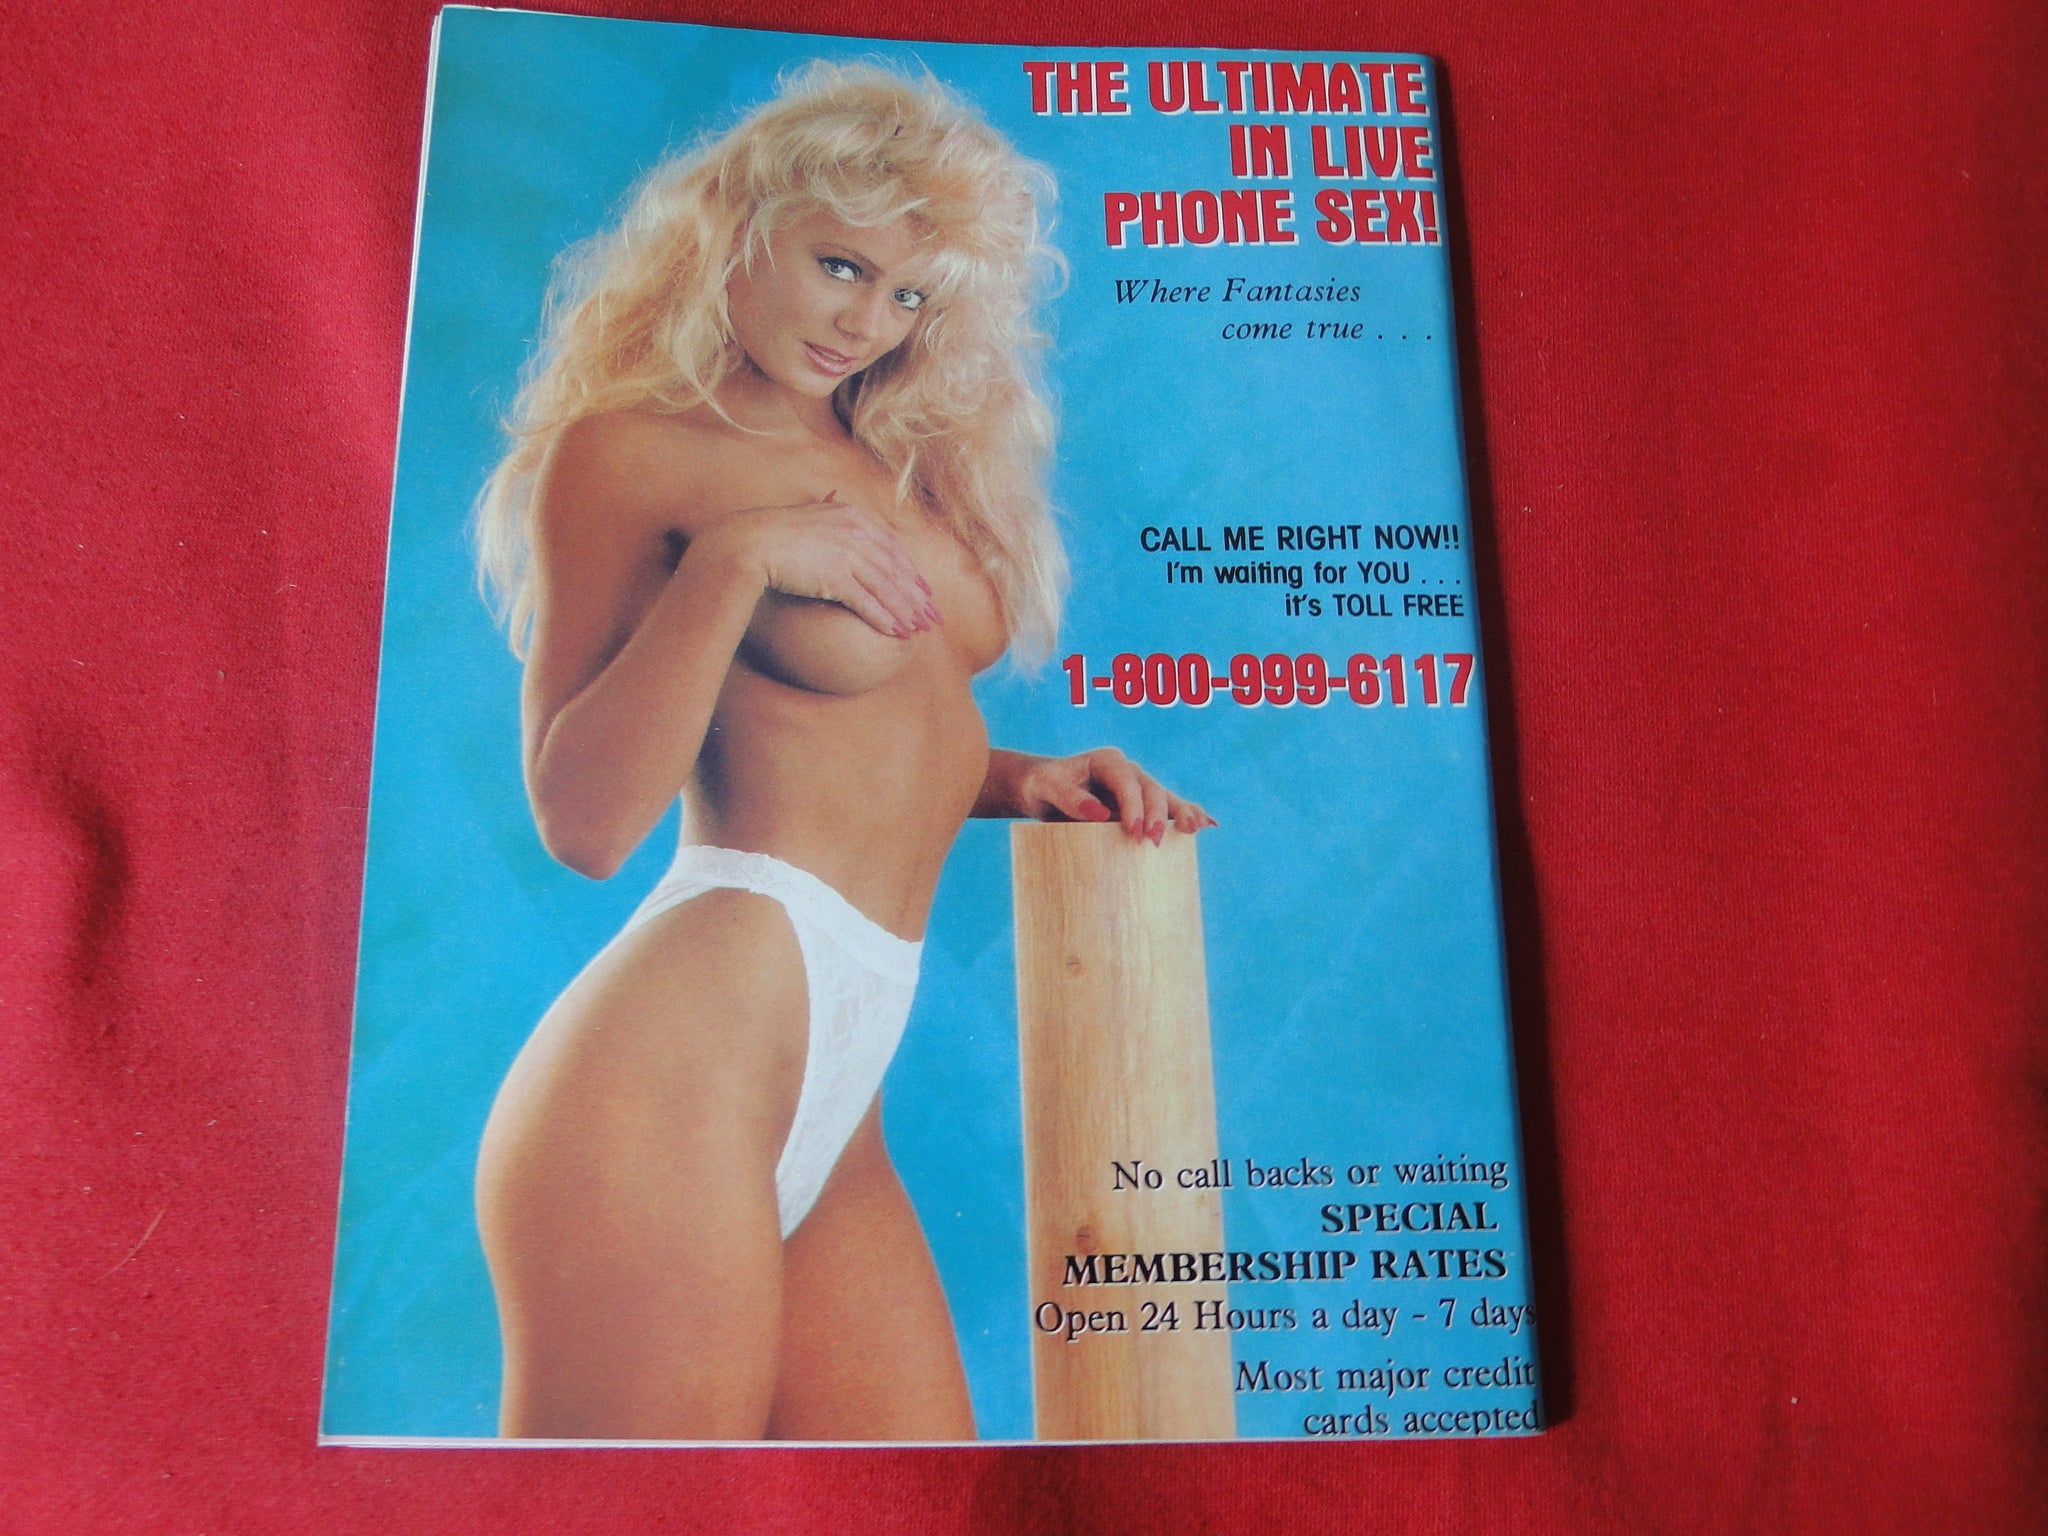 THE ULTIMATE
IN LIVE
PHONE SEX!
Where Fantasies
come true . . .
CALL ME RIGHT NOW!!
I'm waiting for YOU . . .
it's TOLL FREE
1-800-999-6117
No call backs or waiting
SPECIAL
MEMBERSHIP RATES
Open 24 Hours a day - 7 days
Most major credit
cards accepted